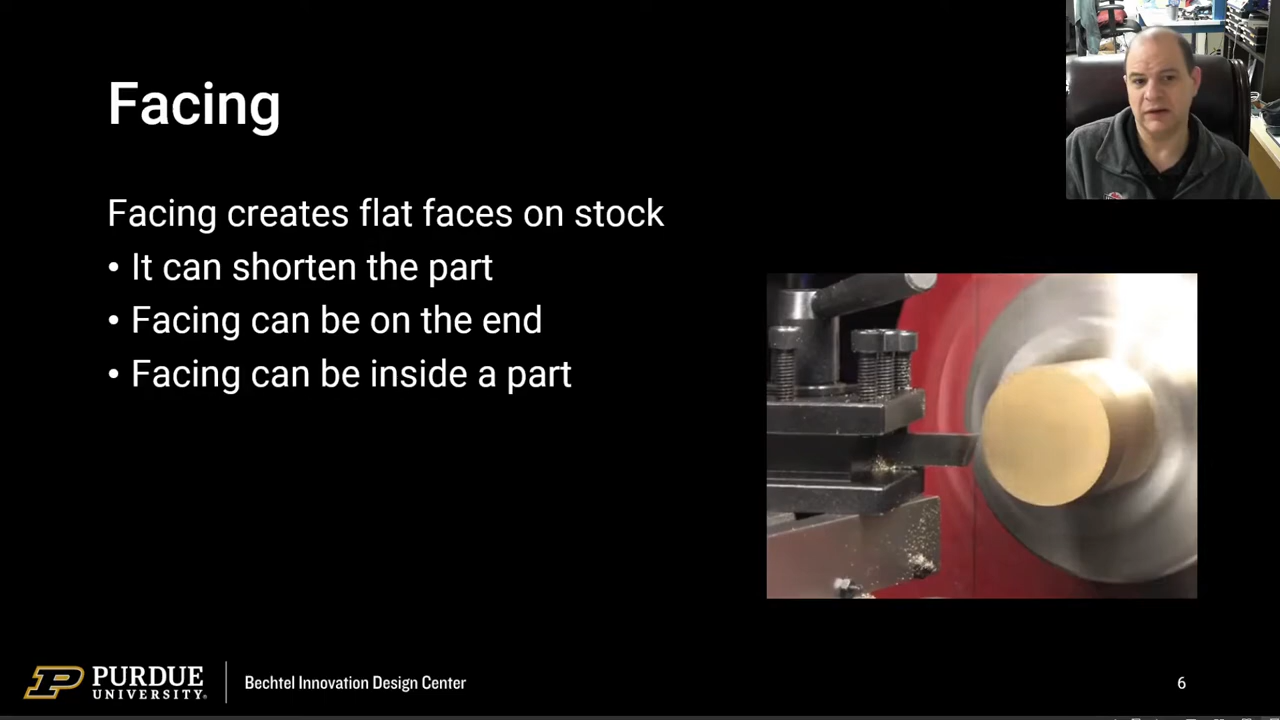 Facing
Facing creates flat faces on stock
• It can shorten the part
• Facing can be on the end
• Facing can be inside a part
PURDUE
UNIVERSITY®
Bechtel Innovation Design Center
6